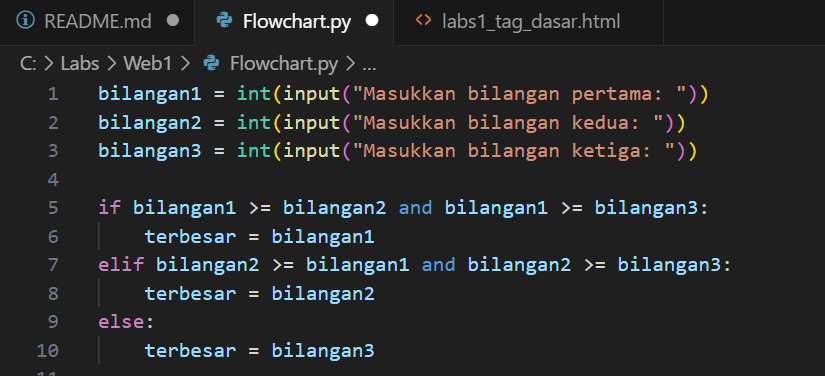 README.md Flowchart.py labs1_tag_dasar.html
C: > Labs > Web1 > Flowchart.py > ...
1 bilangan1 = int(input("Masukkan bilangan pertama: "))
2 bilangan2 = int(input("Masukkan bilangan kedua: "))
3 bilangan3 = int(input("Masukkan bilangan ketiga: "))
4
5 if bilangan1 >= bilangan2 and bilangan1 >= bilangan3:
6     terbesar = bilangan1
7 elif bilangan2 >= bilangan1 and bilangan2 >= bilangan3:
8     terbesar = bilangan2
9 else:
10     terbesar = bilangan3